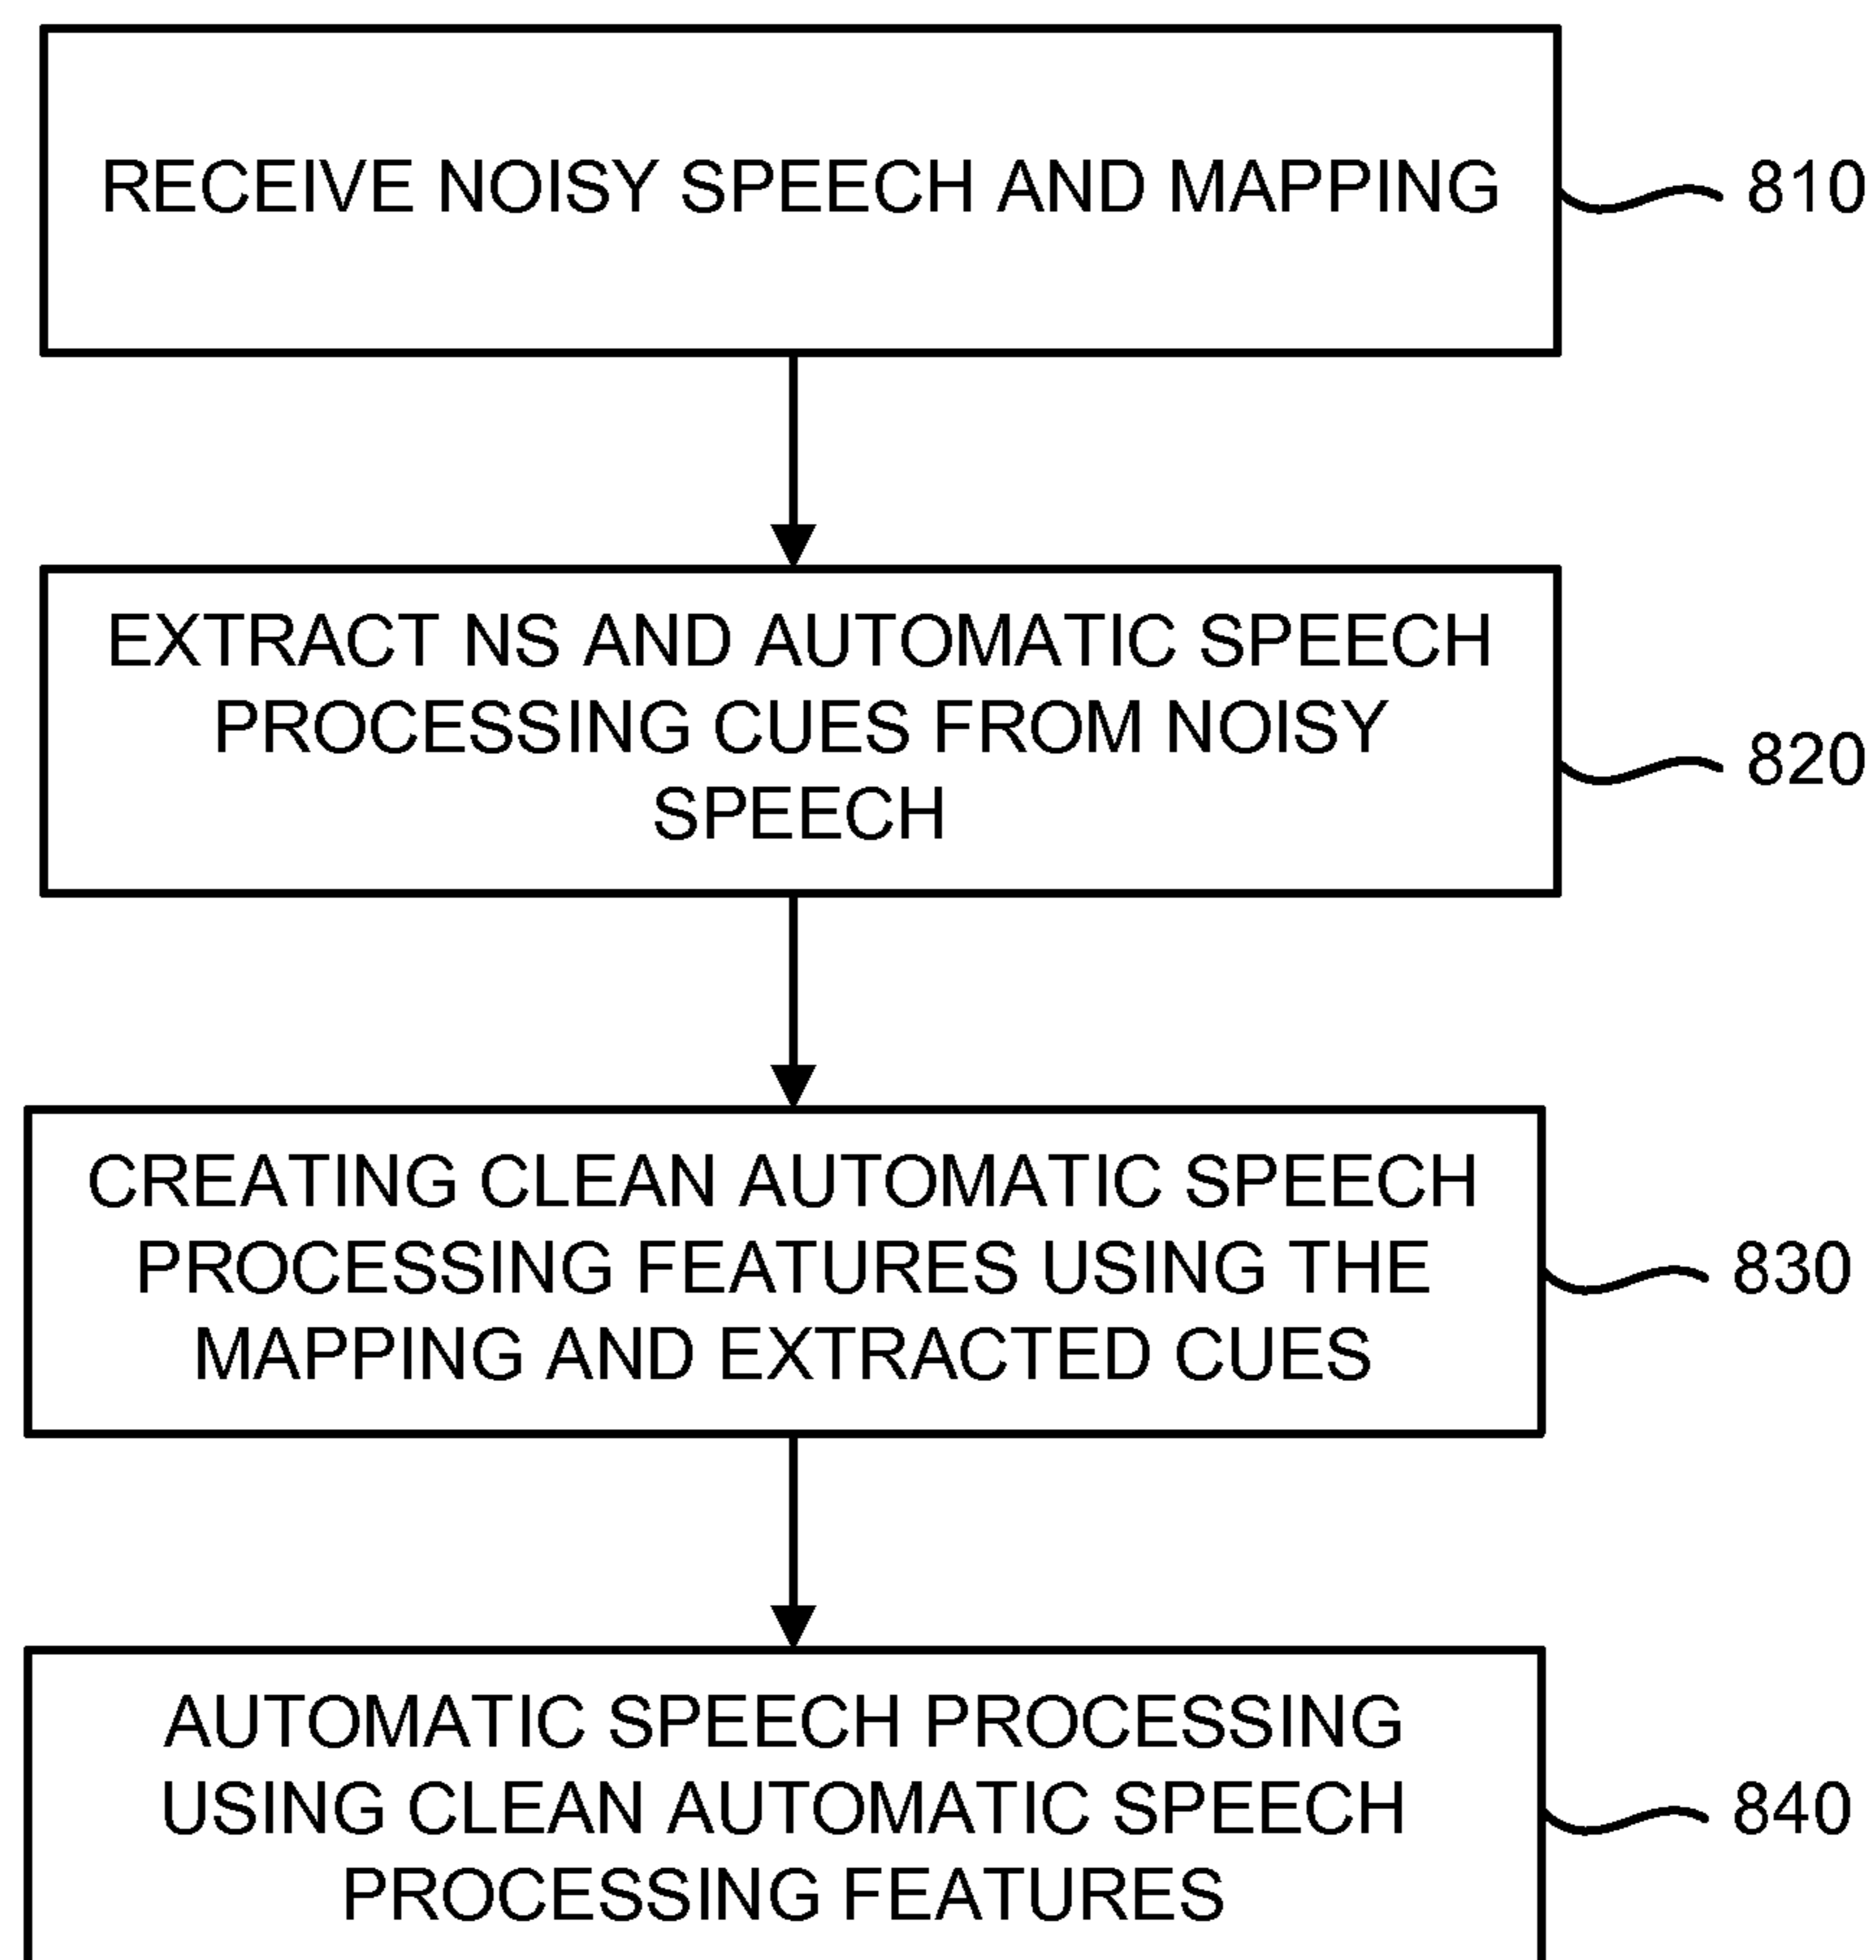 RECEIVE NOISY SPEECH AND MAPPING
810
EXTRACT NS AND AUTOMATIC SPEECH
PROCESSING CUES FROM NOISY
SPEECH
820
CREATING CLEAN AUTOMATIC SPEECH
PROCESSING FEATURES USING THE
MAPPING AND EXTRACTED CUES
830
AUTOMATIC SPEECH PROCESSING
USING CLEAN AUTOMATIC SPEECH
PROCESSING FEATURES
840